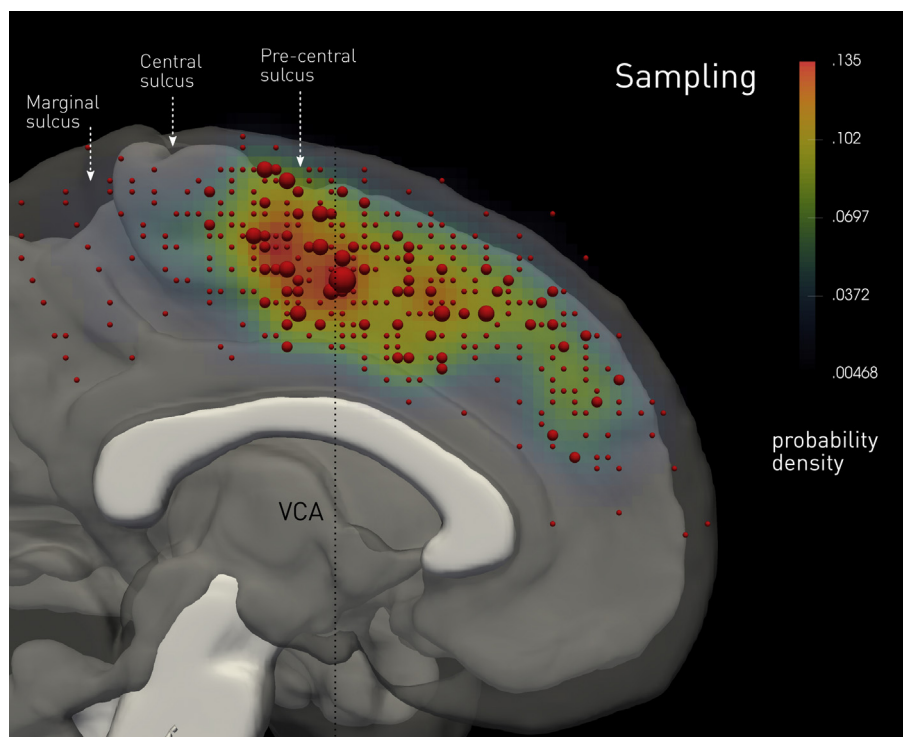 Sampling
Marginal
sulcus
Central
sulcus
Pre-central
sulcus
.135
.102
.0697
.0372
.00468
probability
density
VCA